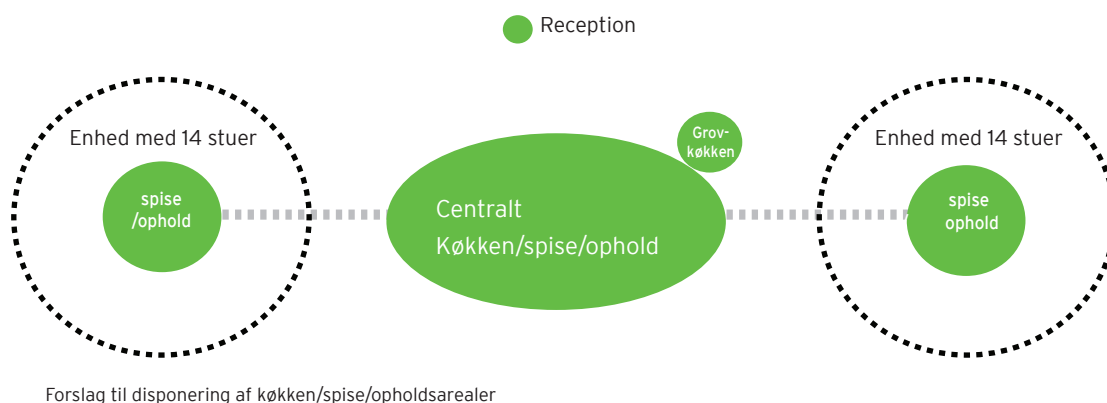 Reception
Enhed med 14 stuer
spise
/ophold
Centralt
Køkken/spise/ophold
Grov-
køkken
Enhed med 14 stuer
spise
ophold
Forslag til disponering af køkken/spise/opholdsarealer